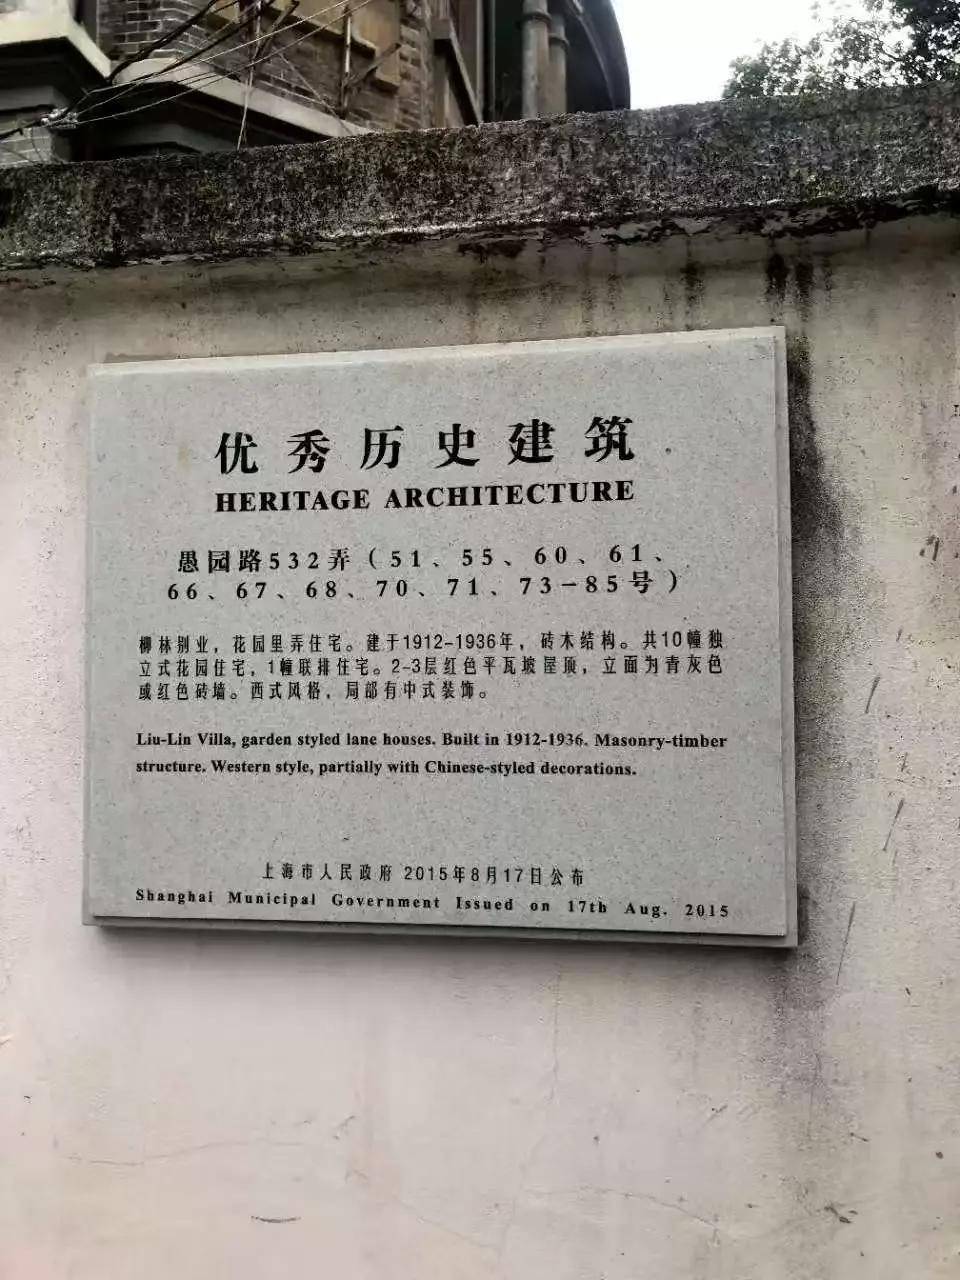 优秀历史建筑
HERITAGE ARCHITECTURE
愚园路532弄（51、55、60、61、
66、67、68、70、71、73-85号）
柳林别业，花园里弄住宅。建于1912-1936年，砖木结构。共10幢独
立式花园住宅，1幢联排住宅。2-3层红色平瓦坡屋顶，立面为青灰色
或红色砖墙。西式风格，局部有中式装饰。
Liu-Lin Villa, garden styled lane houses. Built in 1912-1936. Masonry-timber
structure. Western style, partially with Chinese-styled decorations.
上海市人民政府 2015年8月17日公布
Shanghai Municipal Government Issued on 17th Aug. 2015